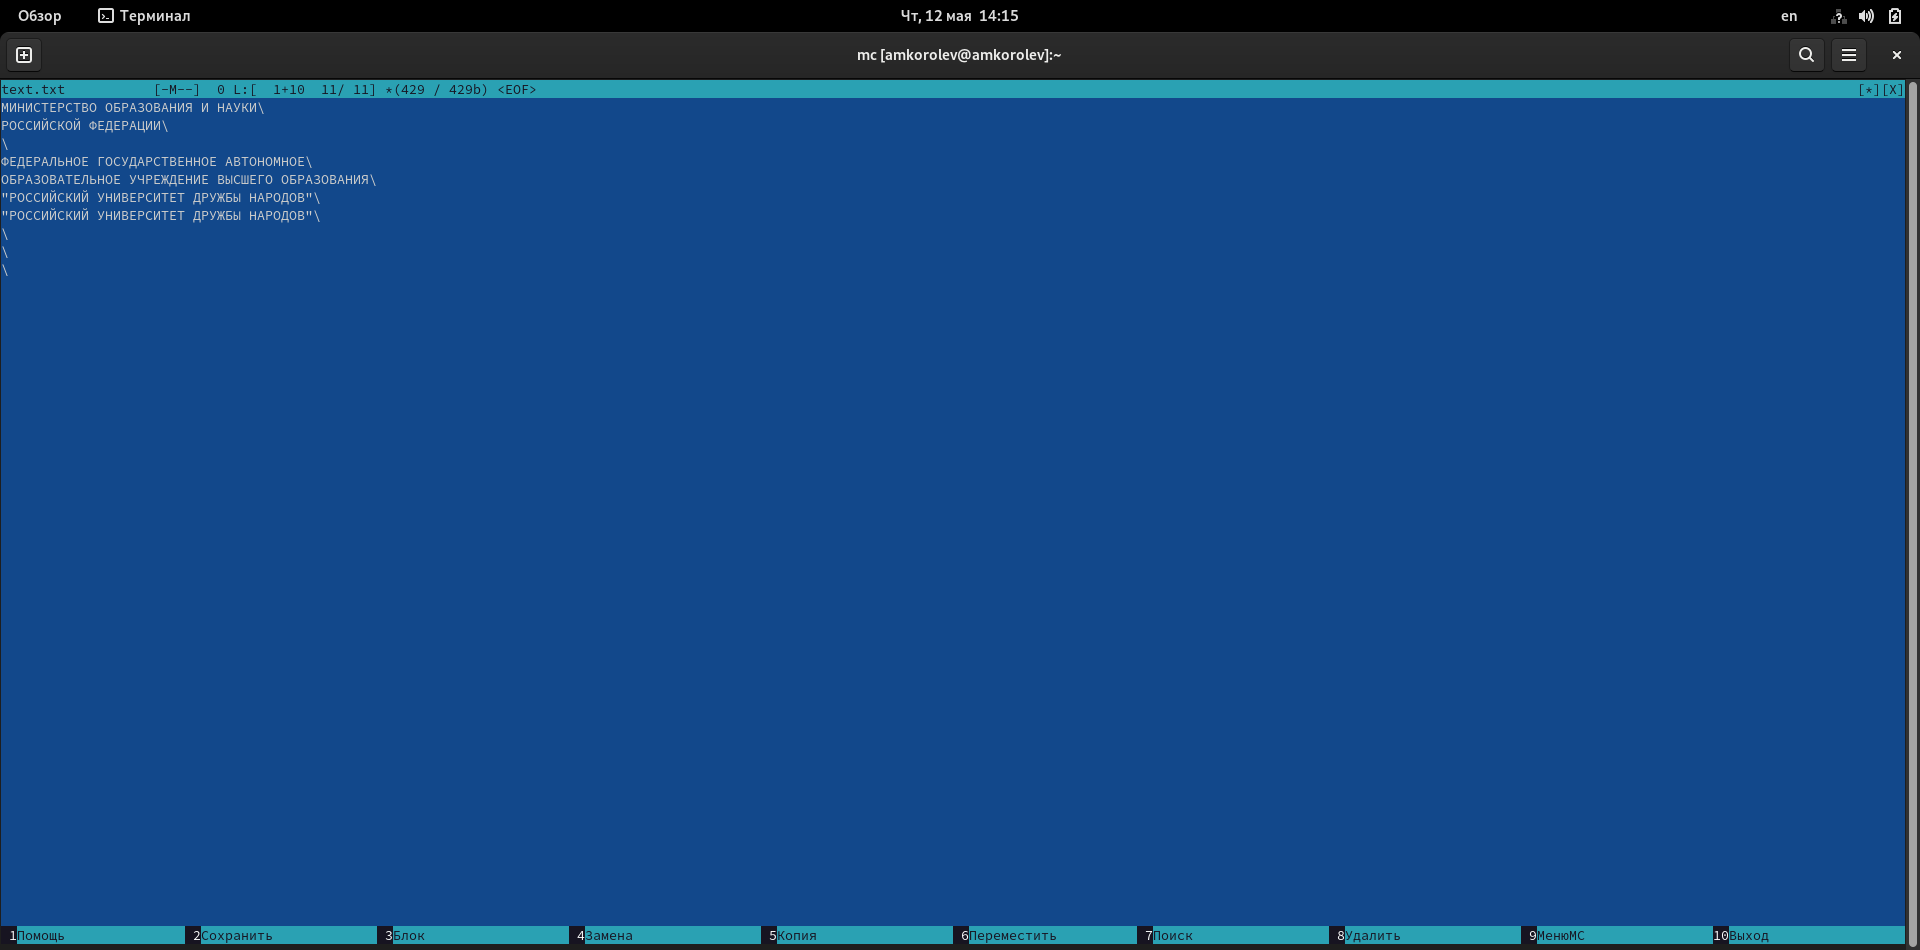 Обзор Терминал Чт, 12 мая 14:15 en
mc [amkorolev@amkorolev]:~
text.txt [-M--] 0 L:[ 1+10 11/ 11] *(429 / 429b) <EOF> [*][X]
МИНИСТЕРСТВО ОБРАЗОВАНИЯ И НАУКИ\
РОССИЙСКОЙ ФЕДЕРАЦИИ\
\
ФЕДЕРАЛЬНОЕ ГОСУДАРСТВЕННОЕ АВТОНОМНОЕ\
ОБРАЗОВАТЕЛЬНОЕ УЧРЕЖДЕНИЕ ВЫСШЕГО ОБРАЗОВАНИЯ\
"РОССИЙСКИЙ УНИВЕРСИТЕТ ДРУЖБЫ НАРОДОВ"\
"РОССИЙСКИЙ УНИВЕРСИТЕТ ДРУЖБЫ НАРОДОВ"\
\
\
\
1Помощь 2Сохранить 3Блок 4Замена 5Копия 6Переместить 7Поиск 8Удалить 9МенюMC 10Выход